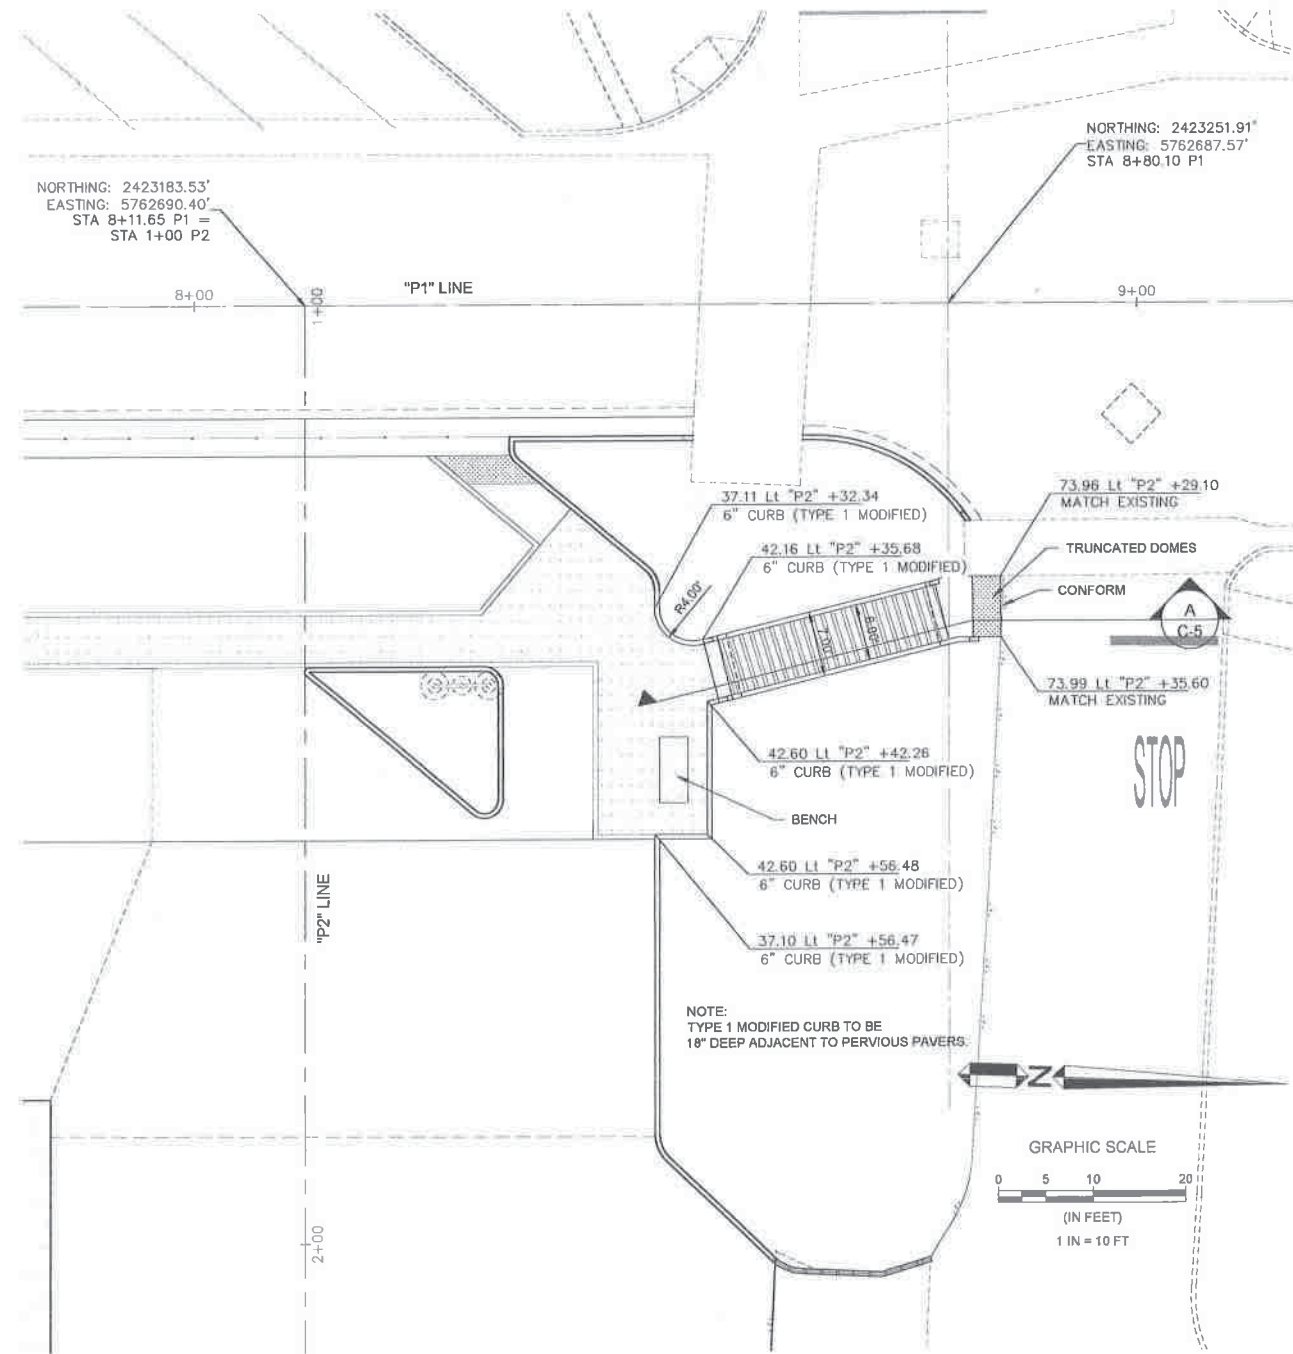 NORTHING: 2423251.91'
EASTING: 5762687.57'
STA 8+80.10 P1
NORTHING: 2423183.53'
EASTING: 5762690.40'
STA 8+11.65 P1 =
STA 1+00 P2
"P1" LINE
8+00
1+00
9+00
37.11 Lt "P2" +32.34
6" CURB (TYPE 1 MODIFIED)
73.96 Lt "P2" +29.10
MATCH EXISTING
42.16 Lt "P2" +35.68
6" CURB (TYPE 1 MODIFIED)
TRUNCATED DOMES
CONFORM
R4.00'
7.00'
6.00'
A
C-5
73.99 Lt "P2" +35.60
MATCH EXISTING
42.60 Lt "P2" +42.26
6" CURB (TYPE 1 MODIFIED)
STOP
BENCH
42.60 Lt "P2" +56.48
6" CURB (TYPE 1 MODIFIED)
"P2" LINE
37.10 Lt "P2" +56.47
6" CURB (TYPE 1 MODIFIED)
NOTE:
TYPE 1 MODIFIED CURB TO BE
18" DEEP ADJACENT TO PERVIOUS PAVERS.
N
GRAPHIC SCALE
0 5 10 20
(IN FEET)
1 IN = 10 FT
2+00